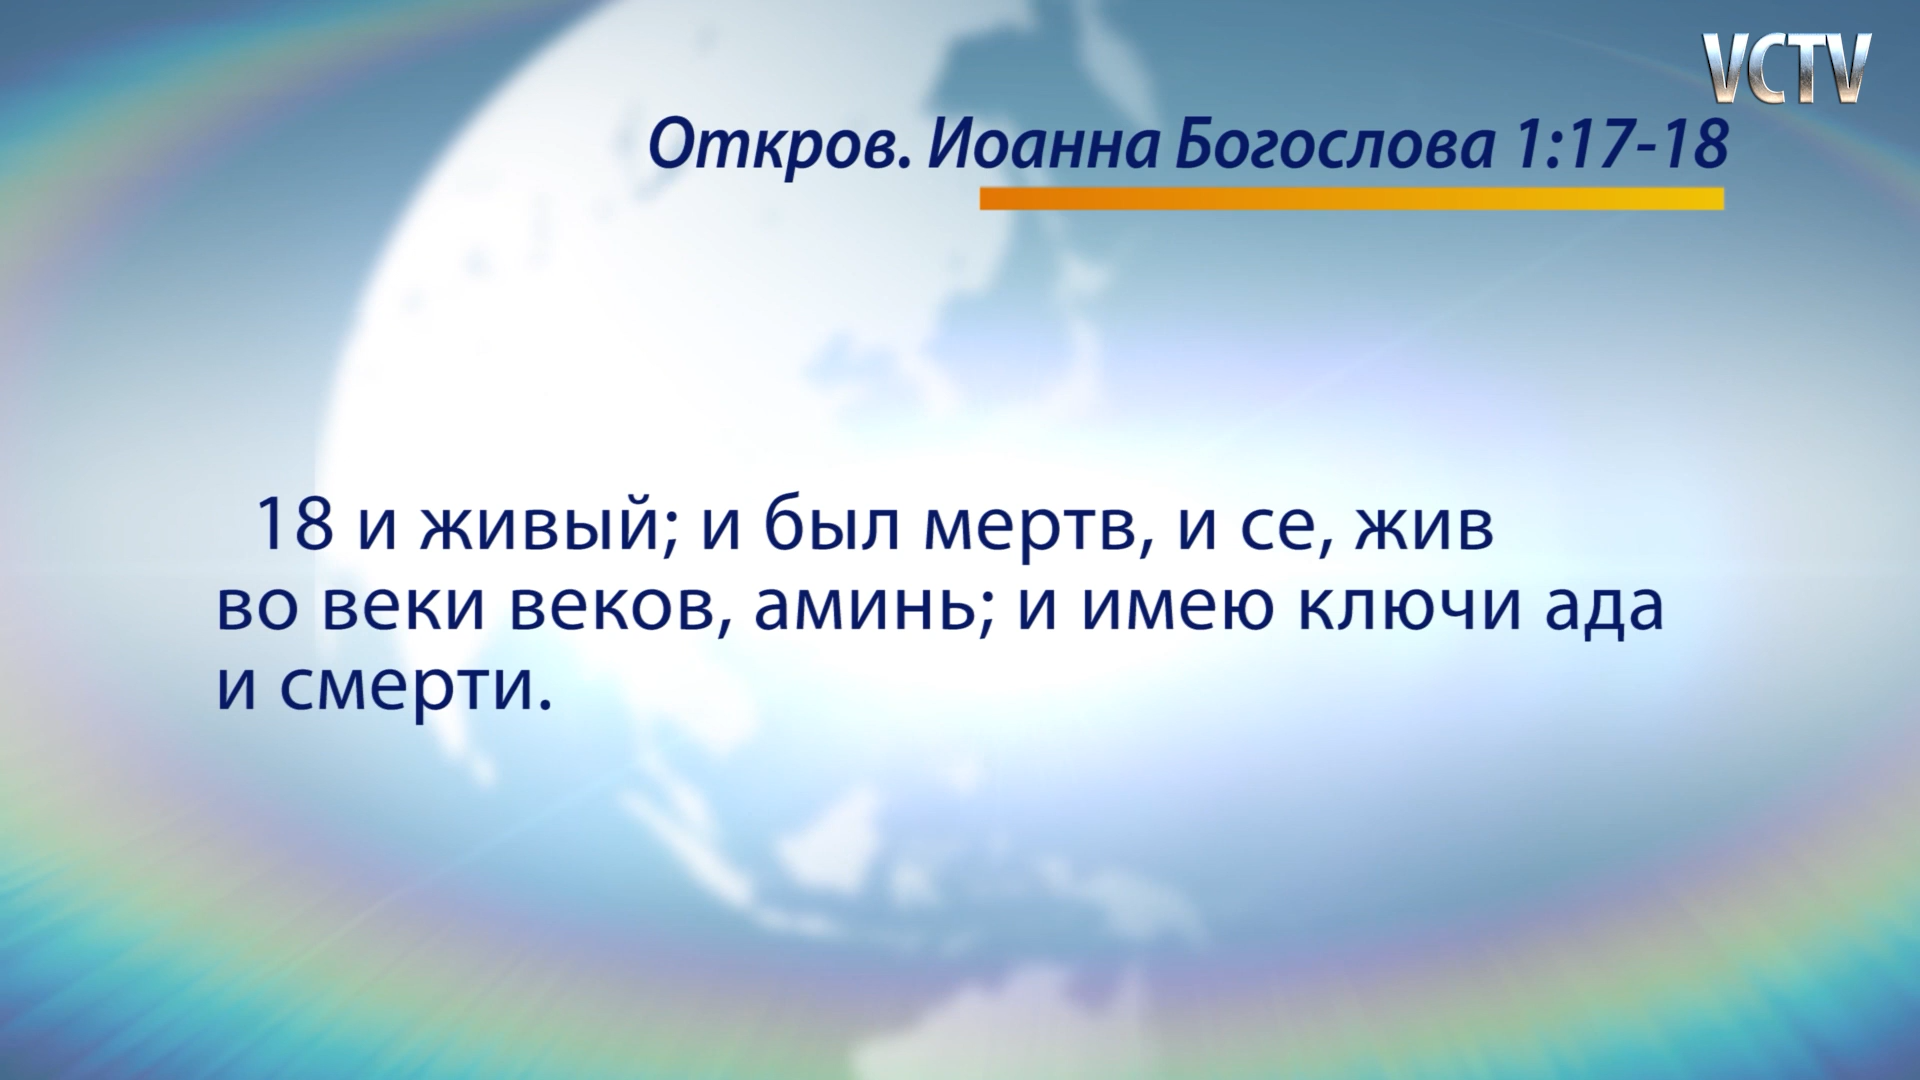 VCTV
Откров. Иоанна Богослова 1:17-18
18 и живый; и был мертв, и се, жив
во веки веков, аминь; и имею ключи ада
и смерти.